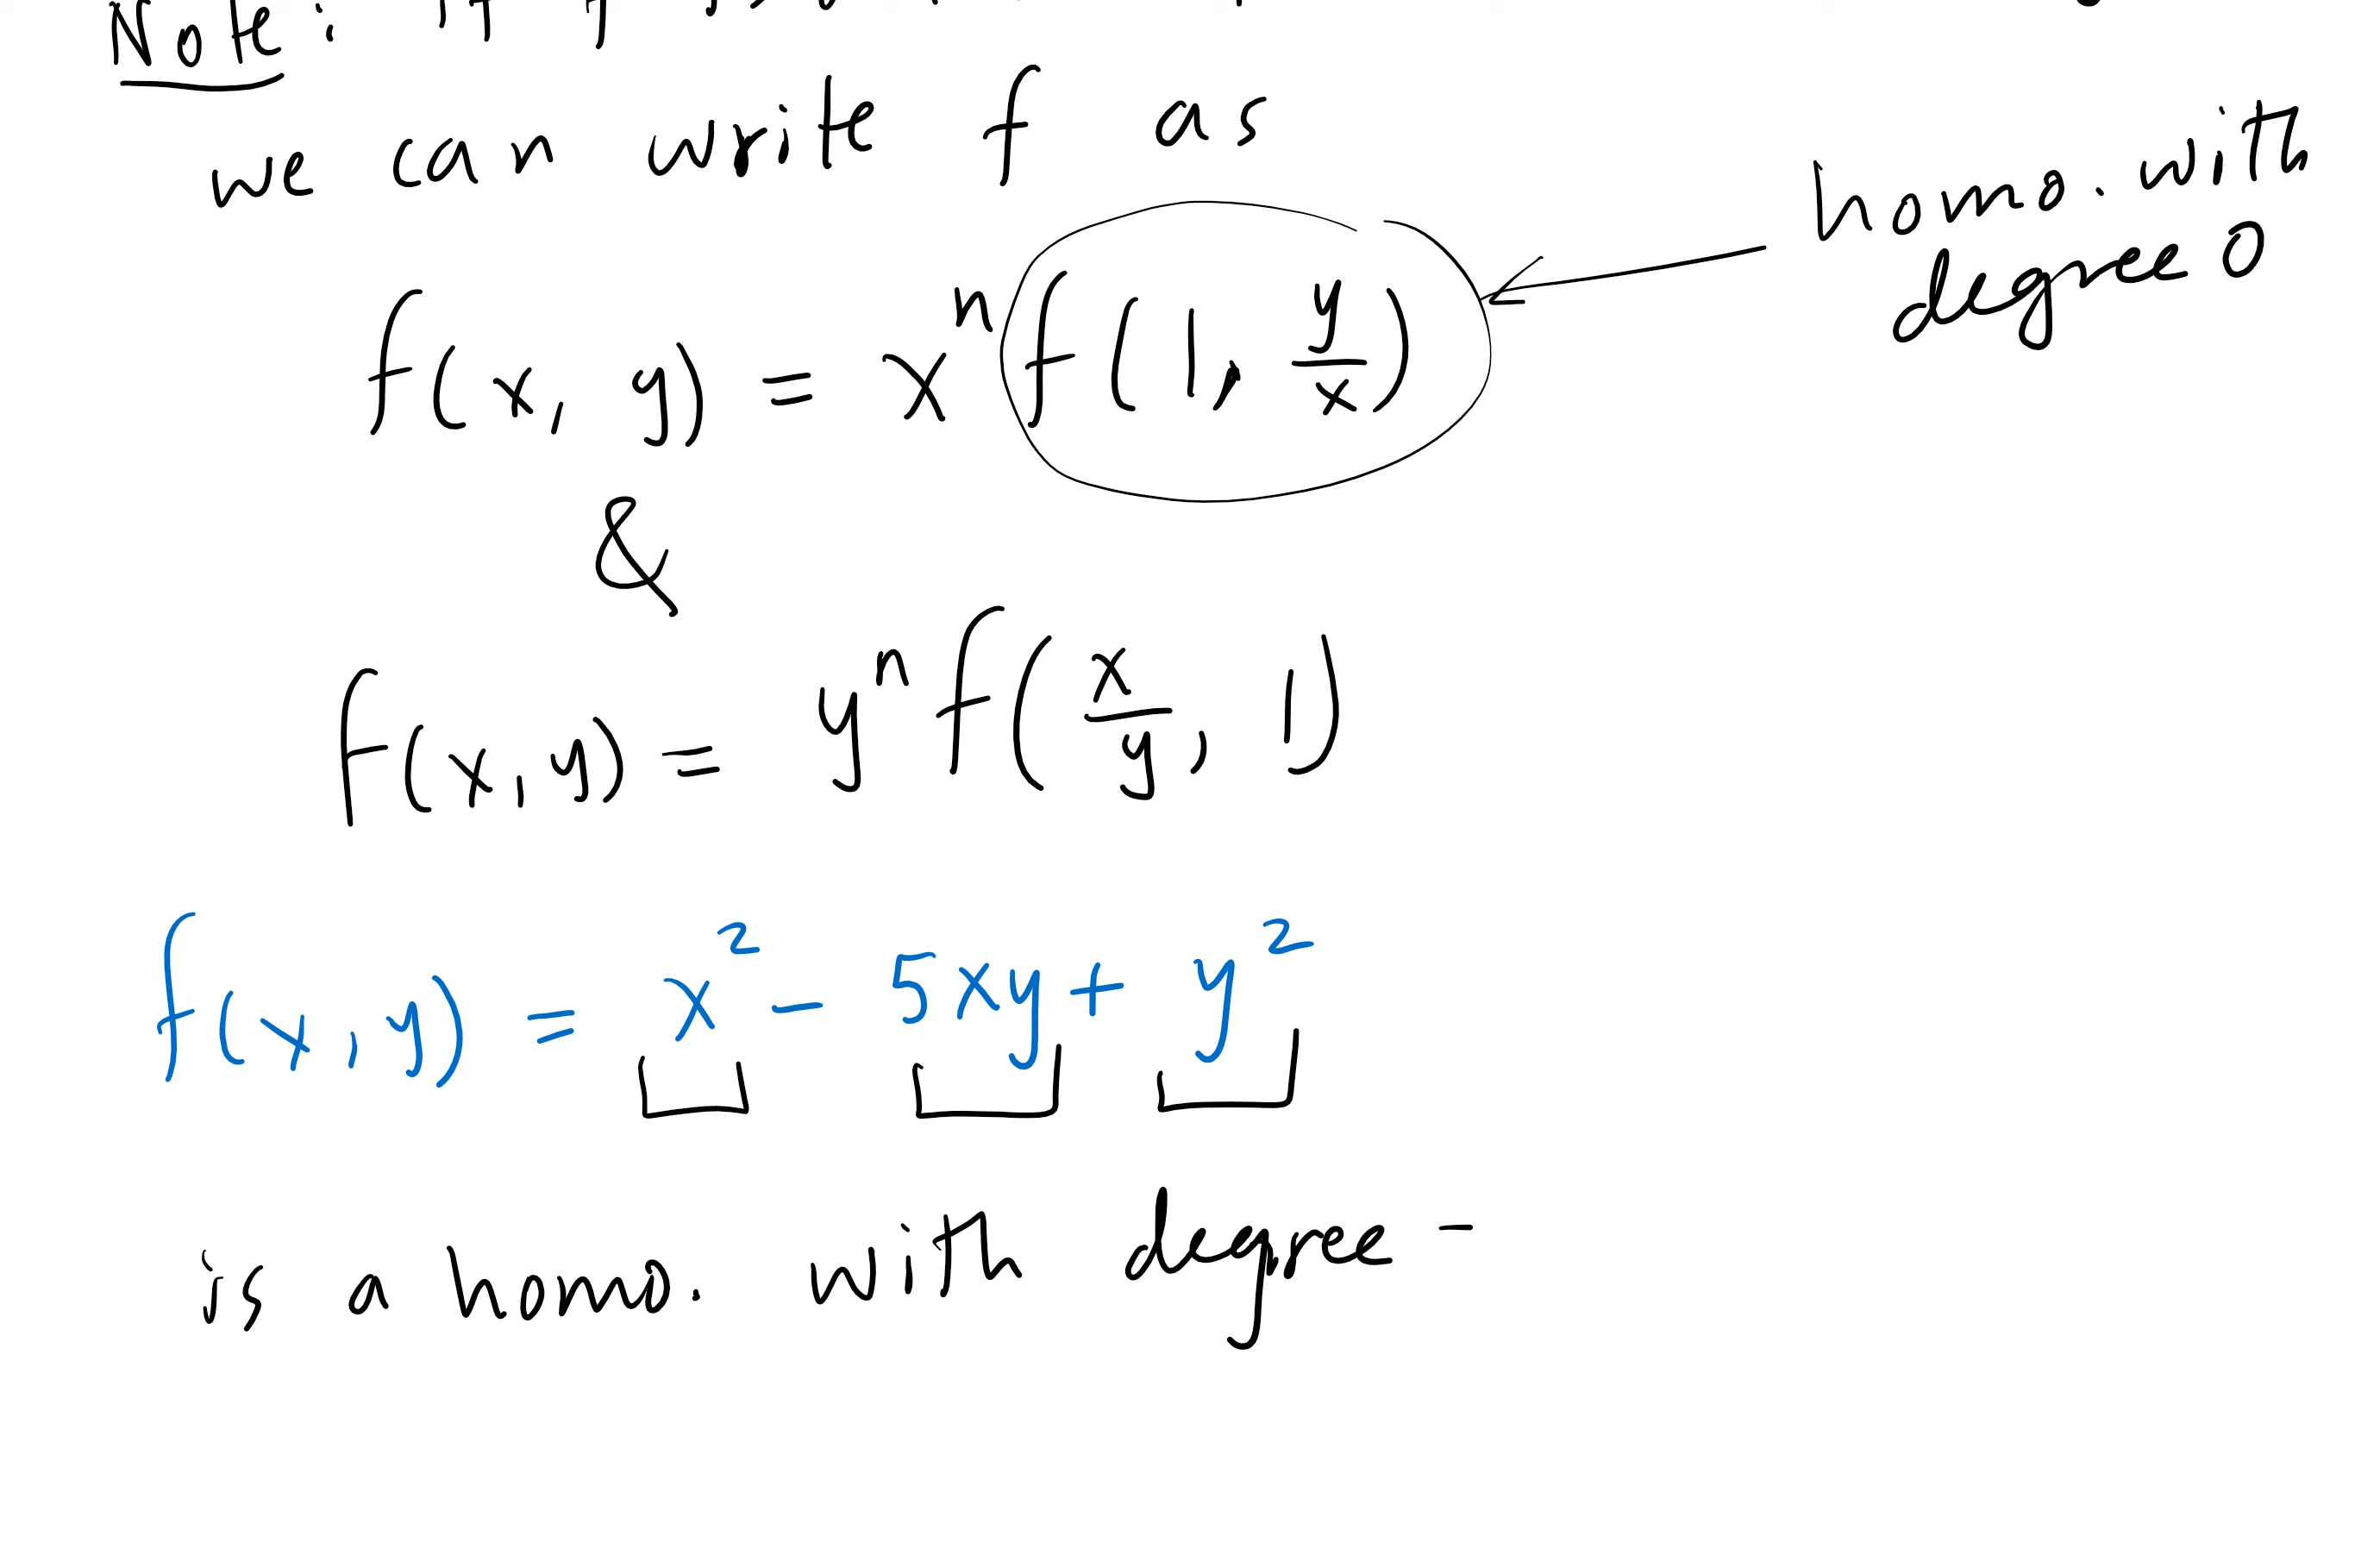 Note:
we can write f as
homo. with
degree 0
f(x, y) = x^n f(1, y/x)
&
f(x, y) = y^n f(x/y, 1)
f(x, y) = x^2 - 5xy + y^2
is a homo. with degree -